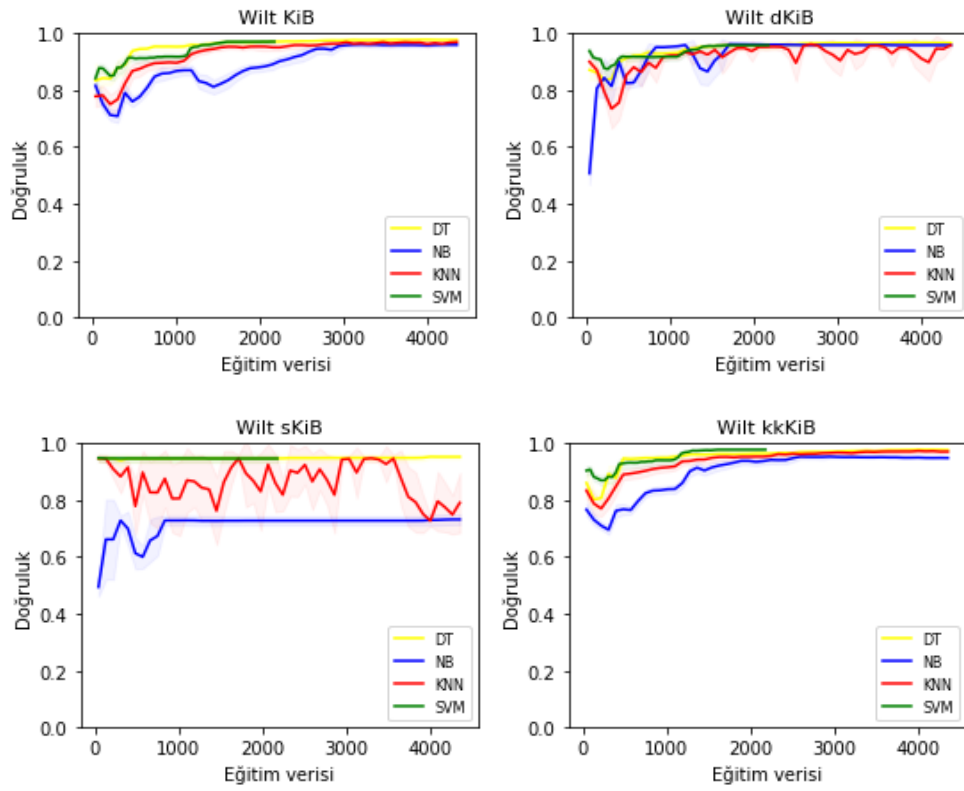 Wilt KiB
1.0
0.8
0.6
0.4
0.2
0.0
Doğruluk
0
1000
2000
3000
4000
Eğitim verisi
DT
NB
KNN
SVM
Wilt dKiB
1.0
0.8
0.6
0.4
0.2
0.0
Doğruluk
0
1000
2000
3000
4000
Eğitim verisi
DT
NB
KNN
SVM
Wilt sKiB
1.0
0.8
0.6
0.4
0.2
0.0
Doğruluk
0
1000
2000
3000
4000
Eğitim verisi
DT
NB
KNN
SVM
Wilt kkKiB
1.0
0.8
0.6
0.4
0.2
0.0
Doğruluk
0
1000
2000
3000
4000
Eğitim verisi
DT
NB
KNN
SVM